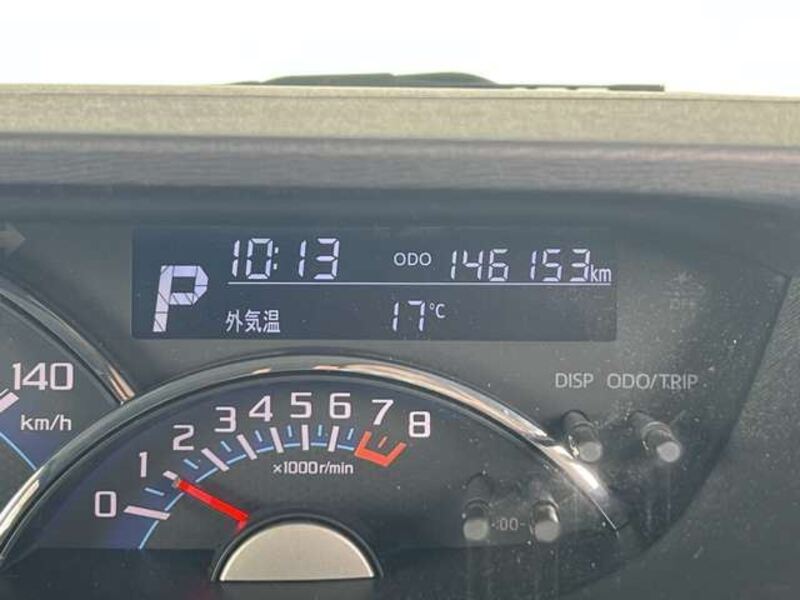 10:13 ODO 146153km
P
外気温 17℃
DISP ODO/TRIP
140
km/h
0 1 2 3 4 5 6 7 8
×1000r/min
:00